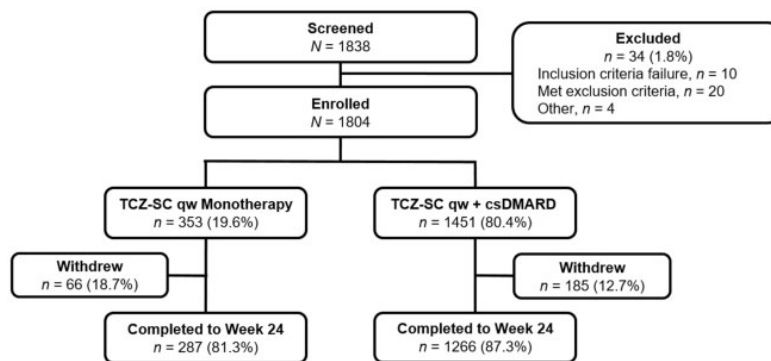 Screened
N = 1838
Excluded
n = 34 (1.8%)
Inclusion criteria failure, n = 10
Met exclusion criteria, n = 20
Other, n = 4
Enrolled
N = 1804
TCZ-SC qw Monotherapy
n = 353 (19.6%)
TCZ-SC qw + csDMARD
n = 1451 (80.4%)
Withdrew
n = 66 (18.7%)
Withdrew
n = 185 (12.7%)
Completed to Week 24
n = 287 (81.3%)
Completed to Week 24
n = 1266 (87.3%)